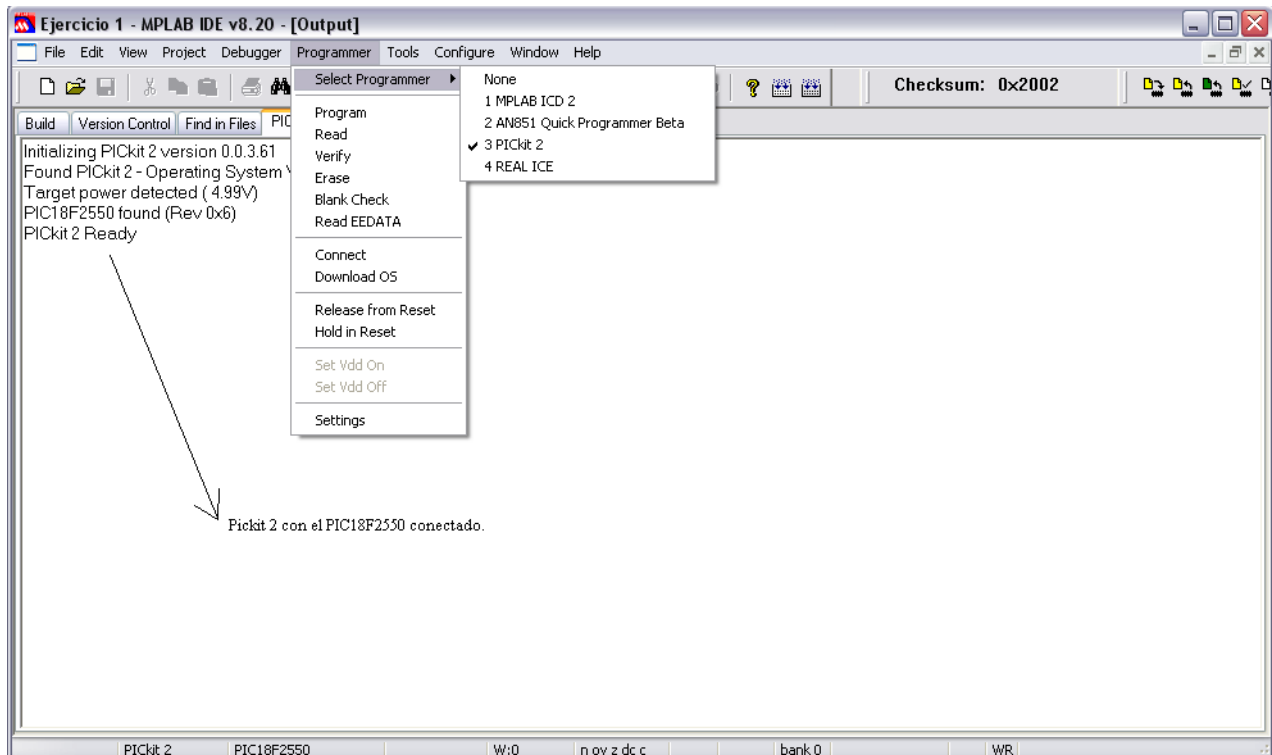 Ejercicio 1 - MPLAB IDE v8.20 - [Output]
File Edit View Project Debugger Programmer Tools Configure Window Help
Checksum: 0x2002
Build Version Control Find in Files PIC
Select Programmer
Program
Read
Verify
Erase
Blank Check
Read EEDATA
Connect
Download OS
Release from Reset
Hold in Reset
Set Vdd On
Set Vdd Off
Settings
None
1 MPLAB ICD 2
2 AN851 Quick Programmer Beta
3 PICkit 2
4 REAL ICE
Initializing PICkit 2 version 0.0.3.61
Found PICkit 2 - Operating System
Target power detected ( 4.99V)
PIC18F2550 found (Rev 0x6)
PICkit 2 Ready
Pickit 2 con el PIC18F2550 conectado.
PICkit 2 PIC18F2550 W:0 n ov z dc c bank 0 WR